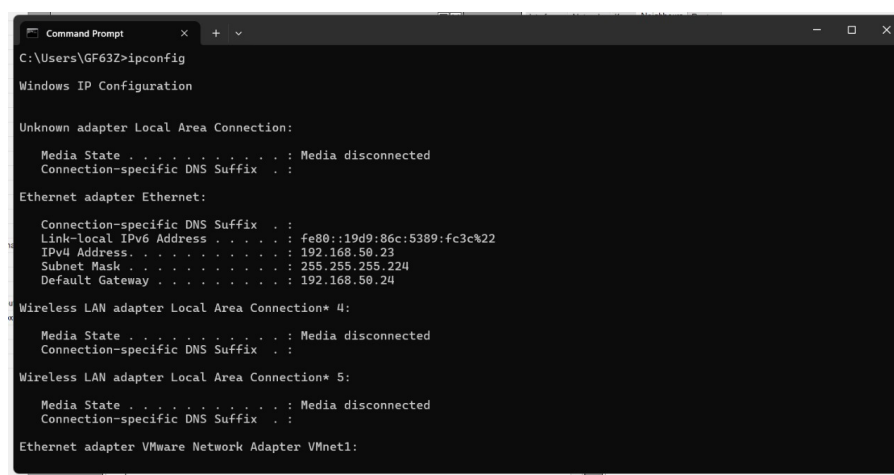 Command Prompt
C:\Users\GF63Z>ipconfig
Windows IP Configuration
Unknown adapter Local Area Connection:
Media State . . . . . . . . . . . : Media disconnected
Connection-specific DNS Suffix . :
Ethernet adapter Ethernet:
Connection-specific DNS Suffix . :
Link-local IPv6 Address . . . . . : fe80::19d9:86c:5389:fc3c%22
IPv4 Address. . . . . . . . . . . : 192.168.50.23
Subnet Mask . . . . . . . . . . . : 255.255.255.224
Default Gateway . . . . . . . . . : 192.168.50.24
Wireless LAN adapter Local Area Connection* 4:
Media State . . . . . . . . . . . : Media disconnected
Connection-specific DNS Suffix . :
Wireless LAN adapter Local Area Connection* 5:
Media State . . . . . . . . . . . : Media disconnected
Connection-specific DNS Suffix . :
Ethernet adapter VMware Network Adapter VMnet1: